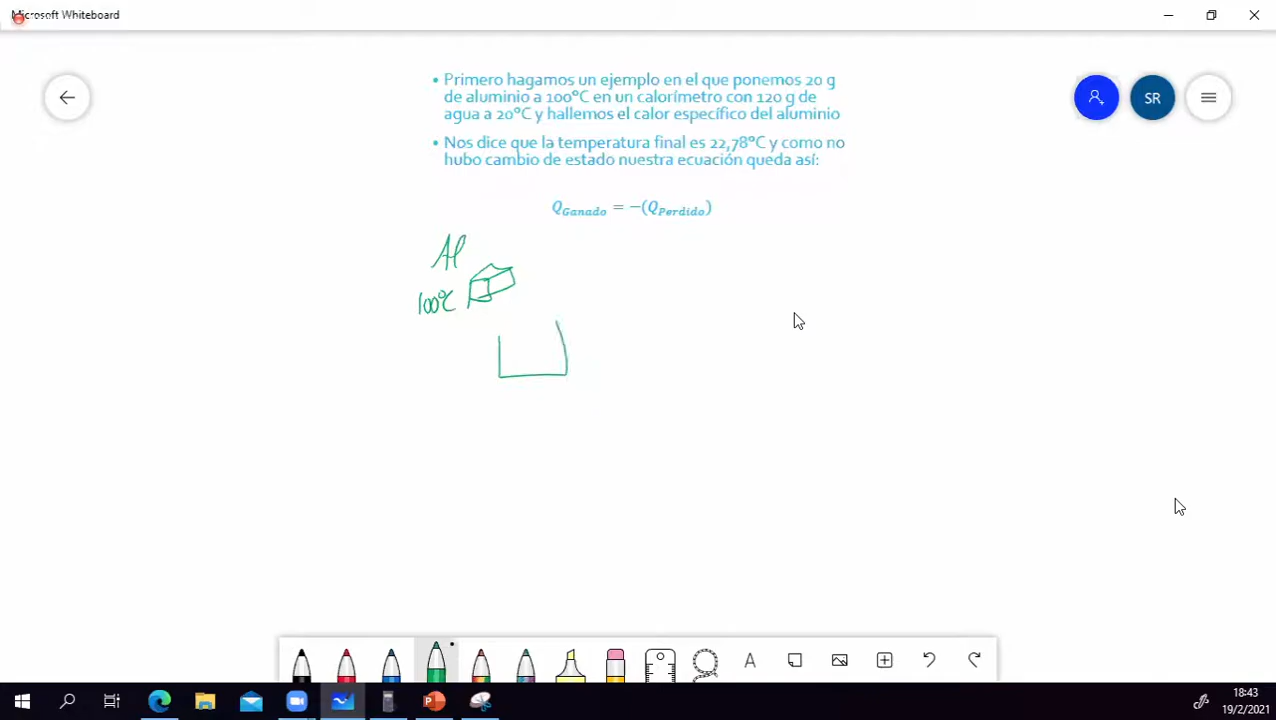 Microsoft Whiteboard
• Primero hagamos un ejemplo en el que ponemos 20 g
de aluminio a 100°C en un calorímetro con 120 g de
agua a 20°C y hallemos el calor específico del aluminio
• Nos dice que la temperatura final es 22,78°C y como no
hubo cambio de estado nuestra ecuación queda así:
Q_Ganado = −(Q_Perdido)
Al
100°C
SR
A
18:43
19/2/2021